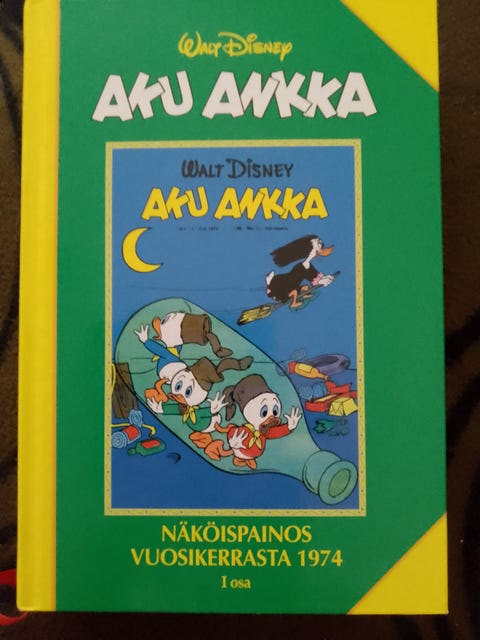 WALT DISNEY
AKU ANKKA
WALT DISNEY
AKU ANKKA
NÄKÖISPAINOS
VUOSIKERRASTA 1974
I osa